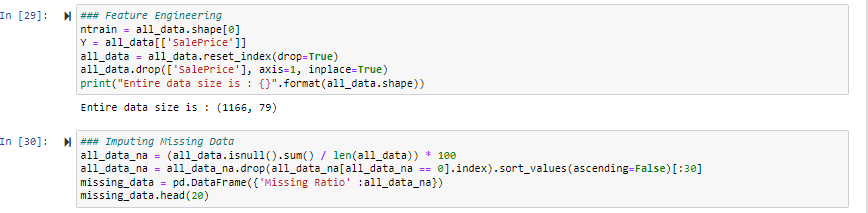 In [29]:
### Feature Engineering
ntrain = all_data.shape[0]
Y = all_data[['SalePrice']]
all_data = all_data.reset_index(drop=True)
all_data.drop(['SalePrice'], axis=1, inplace=True)
print("Entire data size is : {}".format(all_data.shape))
Entire data size is : (1166, 79)
In [30]:
### Imputing Missing Data
all_data_na = (all_data.isnull().sum() / len(all_data)) * 100
all_data_na = all_data_na.drop(all_data_na[all_data_na == 0].index).sort_values(ascending=False)[:30]
missing_data = pd.DataFrame({'Missing Ratio' :all_data_na})
missing_data.head(20)